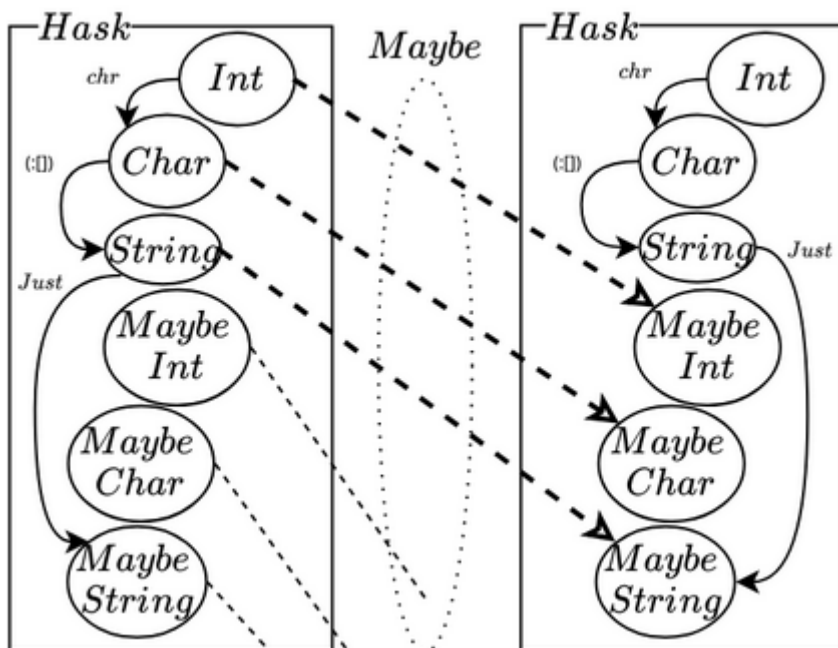 Hask
chr
Int
(:[])
Char
String
Just
Maybe
Int
Maybe
Char
Maybe
String
Maybe
Hask
chr
Int
(:[])
Char
String
Just
Maybe
Int
Maybe
Char
Maybe
String